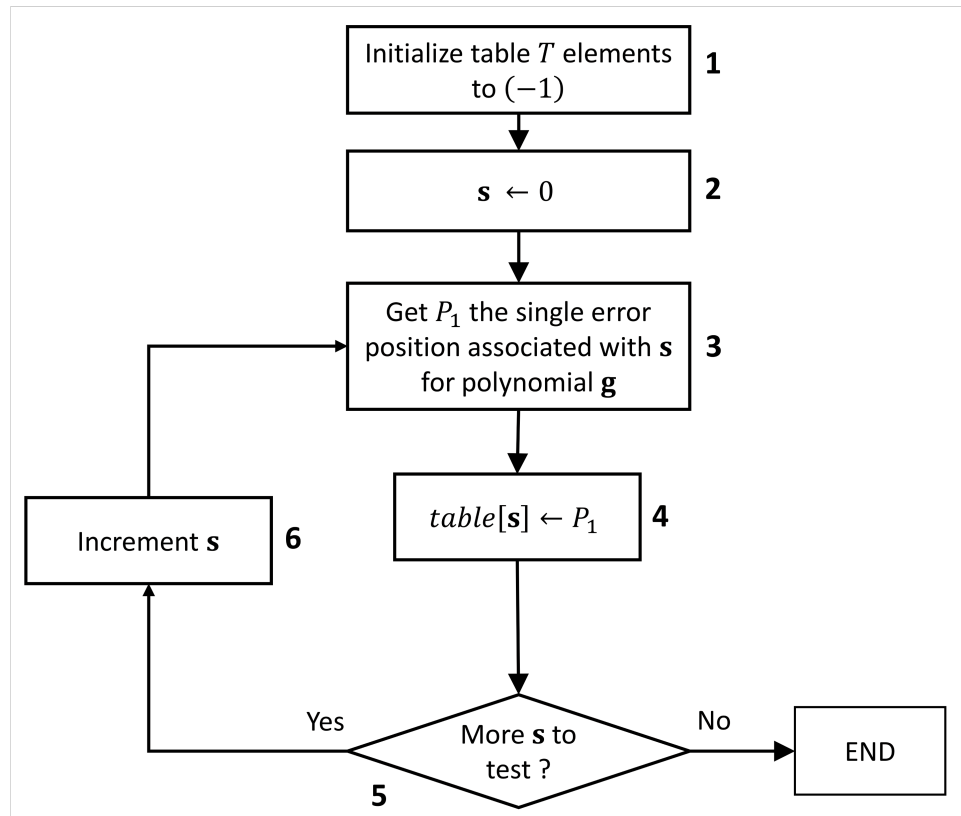 Initialize table T elements
to (−1)
1
s ← 0
2
Get P₁ the single error
position associated with s
for polynomial g
3
table[s] ← P₁
4
Increment s
6
Yes
More s to
test ?
5
No
END